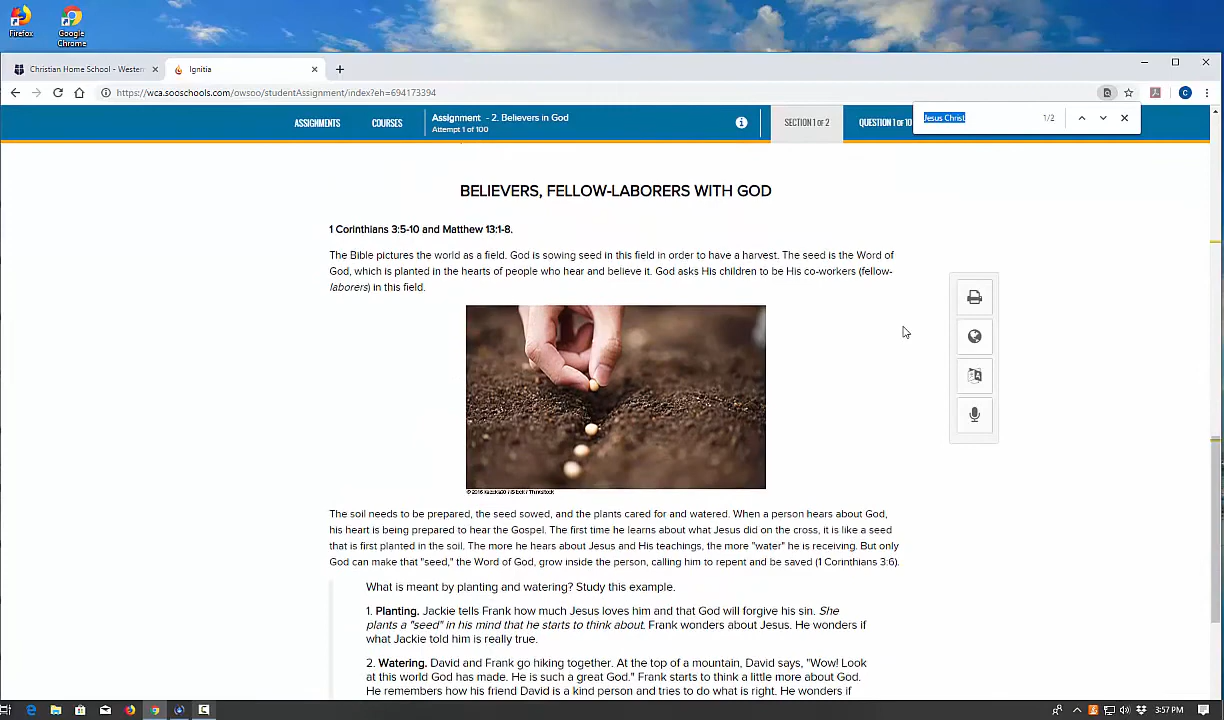 Firefox
Google
Chrome
Christian Home School - Wester
Ignitia
https://wca.sooschools.com/owsoo/studentAssignment/index?eh=694173394
ASSIGNMENTS
COURSES
Assignment - 2. Believers in God
Attempt 1 of 100
SECTION 1 of 2
QUESTION 1 of 10
Jesus Christ
1/2
BELIEVERS, FELLOW-LABORERS WITH GOD
1 Corinthians 3:5-10 and Matthew 13:1-8.
The Bible pictures the world as a field. God is sowing seed in this field in order to have a harvest. The seed is the Word of
God, which is planted in the hearts of people who hear and believe it. God asks His children to be His co-workers (fellow-
laborers) in this field.
The soil needs to be prepared, the seed sowed, and the plants cared for and watered. When a person hears about God,
his heart is being prepared to hear the Gospel. The first time he learns about what Jesus did on the cross, it is like a seed
that is first planted in the soil. The more he hears about Jesus and His teachings, the more "water" he is receiving. But only
God can make that "seed," the Word of God, grow inside the person, calling him to repent and be saved (1 Corinthians 3:6).
What is meant by planting and watering? Study this example.
1. Planting. Jackie tells Frank how much Jesus loves him and that God will forgive his sin. She
plants a "seed" in his mind that he starts to think about. Frank wonders about Jesus. He wonders if
what Jackie told him is really true.
2. Watering. David and Frank go hiking together. At the top of a mountain, David says, "Wow! Look
at this world God has made. He is such a great God." Frank starts to think a little more about God.
He remembers how his friend David is a kind person and tries to do what is right. He wonders if
3:57 PM